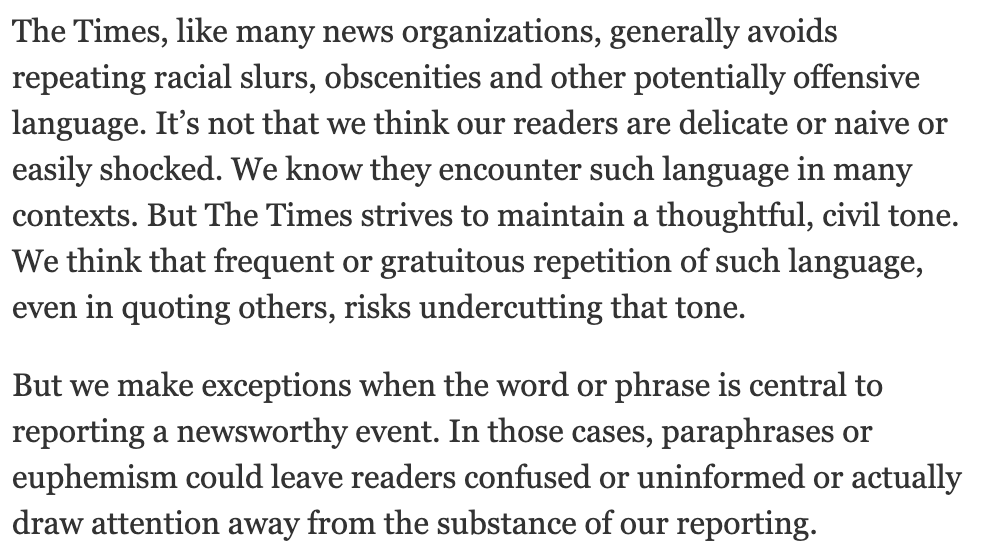 The Times, like many news organizations, generally avoids
repeating racial slurs, obscenities and other potentially offensive
language. It’s not that we think our readers are delicate or naive or
easily shocked. We know they encounter such language in many
contexts. But The Times strives to maintain a thoughtful, civil tone.
We think that frequent or gratuitous repetition of such language,
even in quoting others, risks undercutting that tone.
But we make exceptions when the word or phrase is central to
reporting a newsworthy event. In those cases, paraphrases or
euphemism could leave readers confused or uninformed or actually
draw attention away from the substance of our reporting.